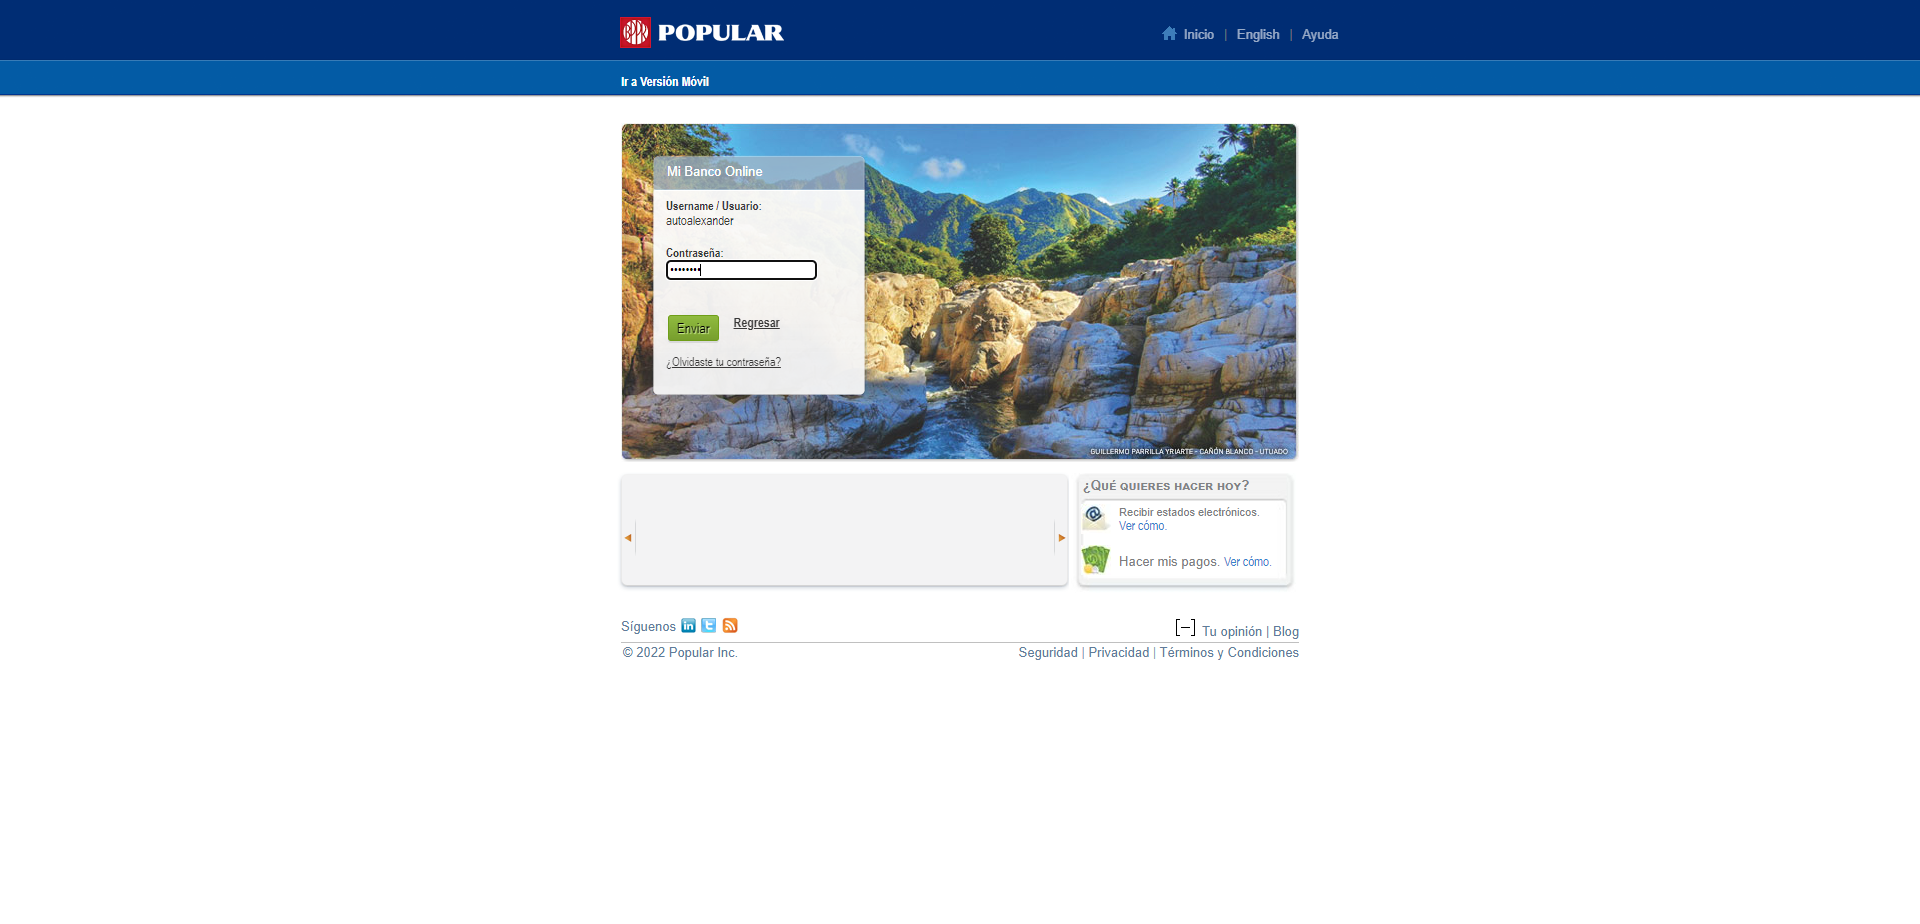 POPULAR
Inicio | English | Ayuda
Ir a Versión Móvil
Mi Banco Online
Username / Usuario:
autoalexander
Contraseña:
••••••••
Enviar Regresar
¿Olvidaste tu contraseña?
GUILLERMO PARRILLA YRIARTE - CAÑÓN BLANCO - UTUADO
¿QUÉ QUIERES HACER HOY?
Recibir estados electrónicos.
Ver cómo.
Hacer mis pagos. Ver cómo.
Síguenos
[–] Tu opinión | Blog
© 2022 Popular Inc.
Seguridad | Privacidad | Términos y Condiciones